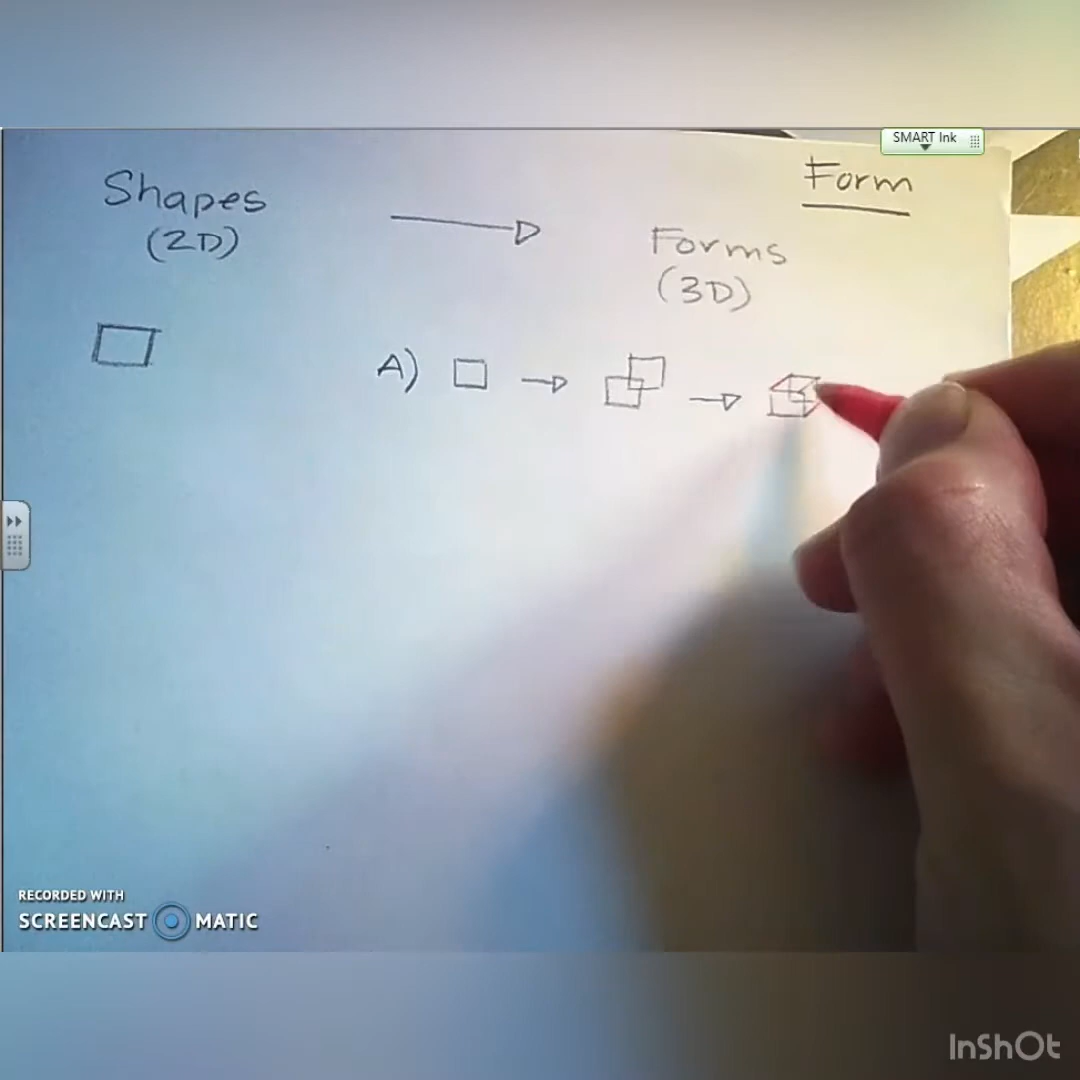 SMART Ink
Form
Shapes
(2D)
Forms
(3D)
A)
RECORDED WITH
SCREENCAST MATIC
InShOt